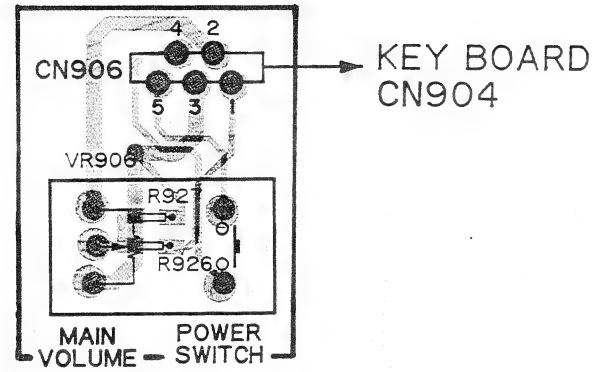 4 2
CN906
KEY BOARD
CN904
5 3 1
VR906
R927
R926
MAIN
VOLUME
POWER
SWITCH